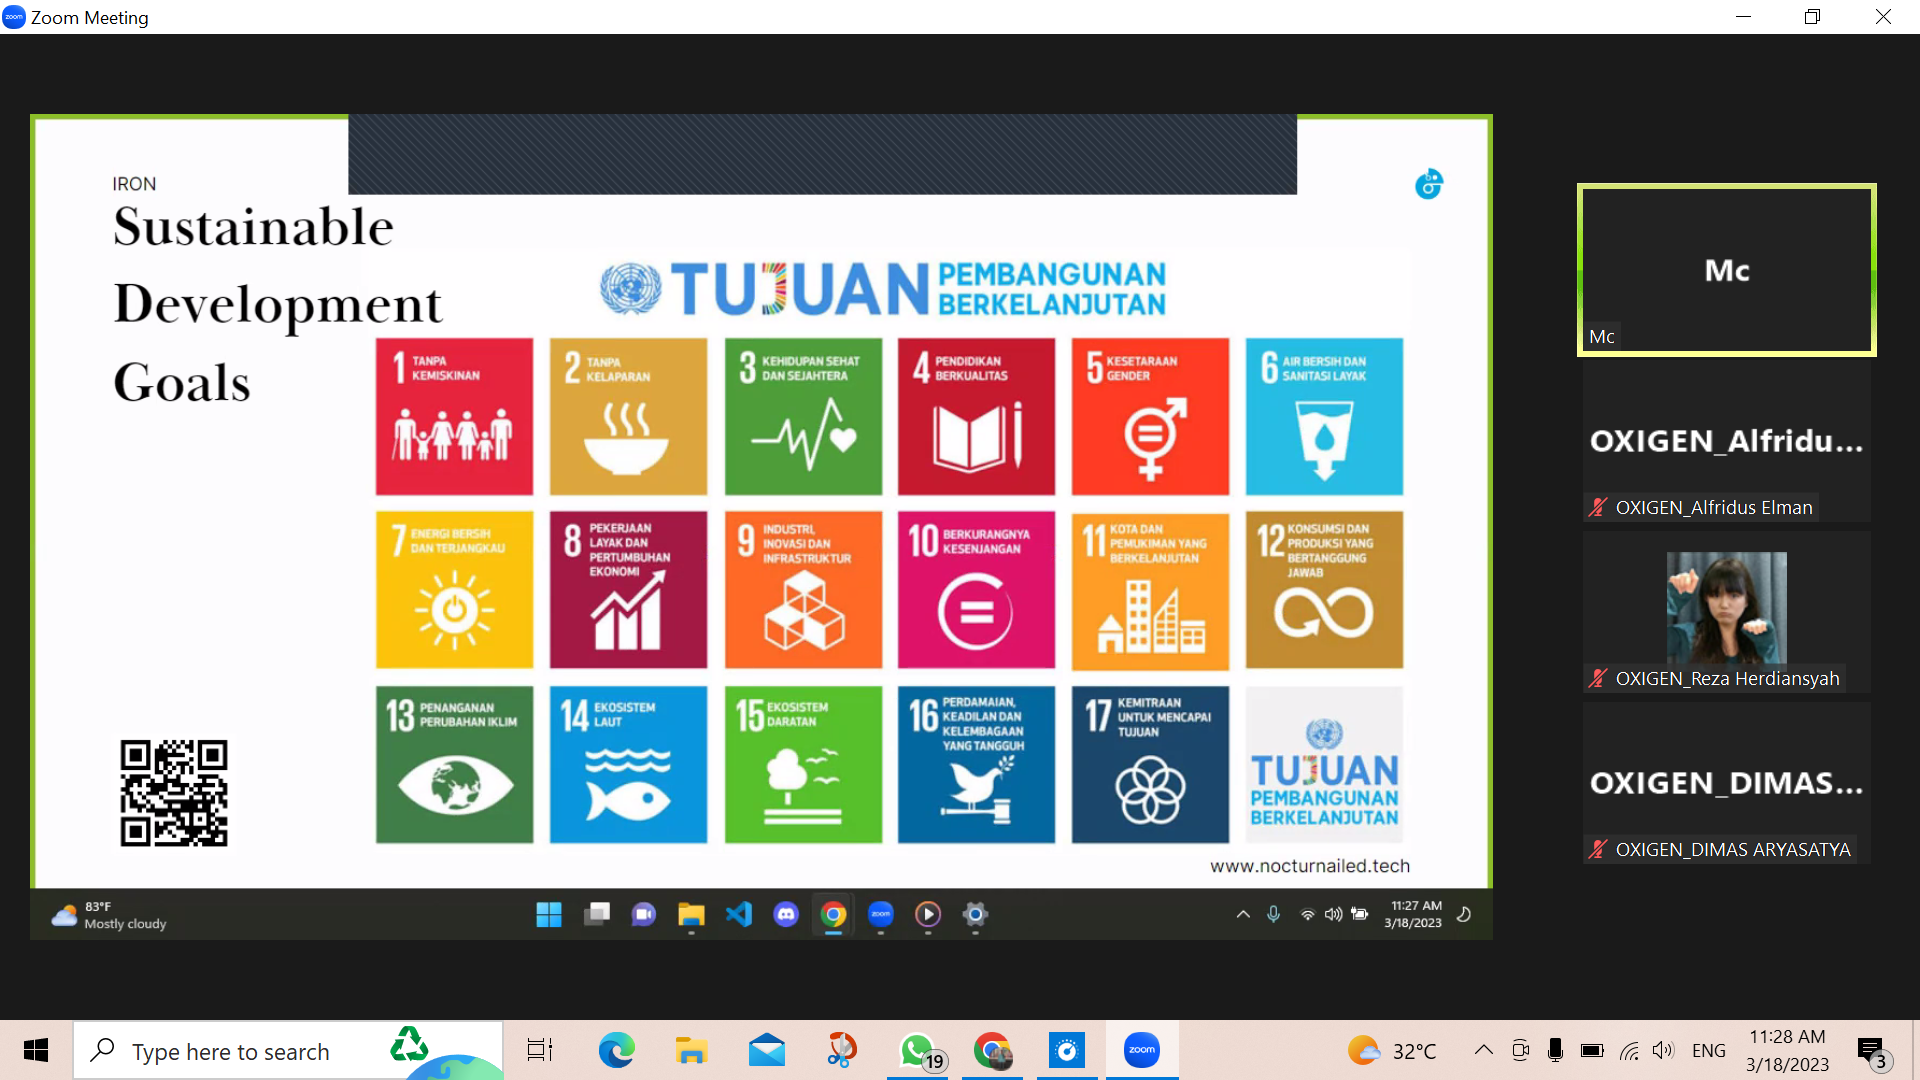 Zoom Meeting
IRON
Sustainable
Development
Goals
TUJUAN PEMBANGUNAN
BERKELANJUTAN
1 TANPA
KEMISKINAN
2 TANPA
KELAPARAN
3 KEHIDUPAN SEHAT
DAN SEJAHTERA
4 PENDIDIKAN
BERKUALITAS
5 KESETARAAN
GENDER
6 AIR BERSIH DAN
SANITASI LAYAK
7 ENERGI BERSIH
DAN TERJANGKAU
8 PEKERJAAN
LAYAK DAN
PERTUMBUHAN
EKONOMI
9 INDUSTRI,
INOVASI DAN
INFRASTRUKTUR
10 BERKURANGNYA
KESENJANGAN
11 KOTA DAN
PEMUKIMAN YANG
BERKELANJUTAN
12 KONSUMSI DAN
PRODUKSI YANG
BERTANGGUNG
JAWAB
13 PENANGANAN
PERUBAHAN IKLIM
14 EKOSISTEM
LAUT
15 EKOSISTEM
DARATAN
16 PERDAMAIAN,
KEADILAN DAN
KELEMBAGAAN
YANG TANGGUH
17 KEMITRAAN
UNTUK MENCAPAI
TUJUAN
TUJUAN
PEMBANGUNAN
BERKELANJUTAN
www.nocturnailed.tech
83°F
Mostly cloudy
zoom
11:27 AM
3/18/2023
Mc
Mc
OXIGEN_Alfridu...
OXIGEN_Alfridus Elman
OXIGEN_Reza Herdiansyah
OXIGEN_DIMAS...
OXIGEN_DIMAS ARYASATYA
Type here to search
19
zoom
32°C
ENG
11:28 AM
3/18/2023
3